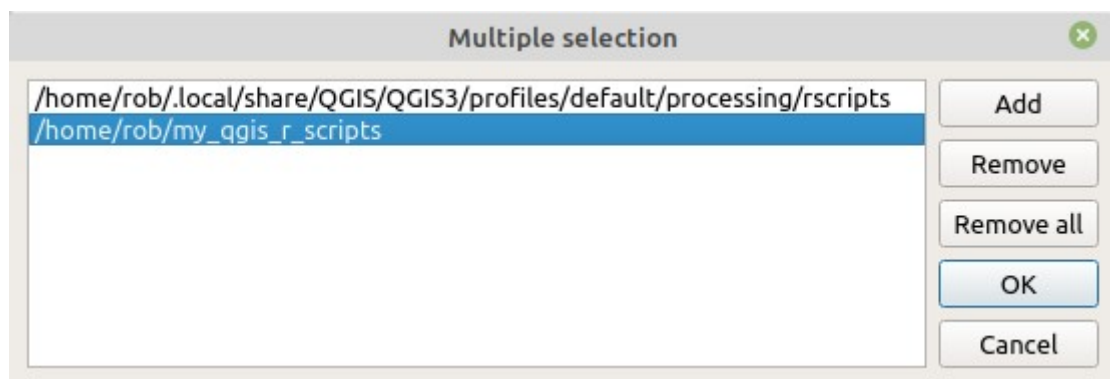 Multiple selection
/home/rob/.local/share/QGIS/QGIS3/profiles/default/processing/rscripts
/home/rob/my_qgis_r_scripts
Add
Remove
Remove all
OK
Cancel